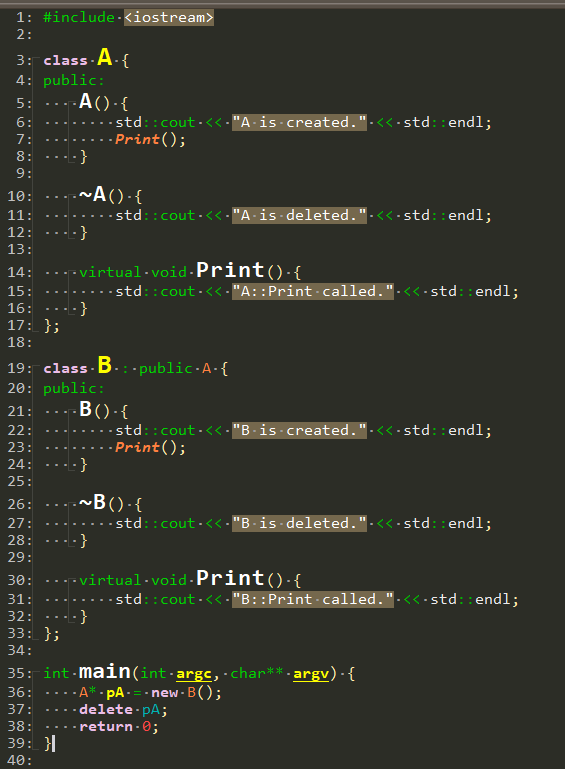 1: #include <iostream>
2:
3: class A {
4: public:
5:     A() {
6:         std::cout << "A is created." << std::endl;
7:         Print();
8:     }
9:
10:     ~A() {
11:         std::cout << "A is deleted." << std::endl;
12:     }
13:
14:     virtual void Print() {
15:         std::cout << "A::Print called." << std::endl;
16:     }
17: };
18:
19: class B : public A {
20: public:
21:     B() {
22:         std::cout << "B is created." << std::endl;
23:         Print();
24:     }
25:
26:     ~B() {
27:         std::cout << "B is deleted." << std::endl;
28:     }
29:
30:     virtual void Print() {
31:         std::cout << "B::Print called." << std::endl;
32:     }
33: };
34:
35: int main(int argc, char** argv) {
36:     A* pA = new B();
37:     delete pA;
38:     return 0;
39: }
40: